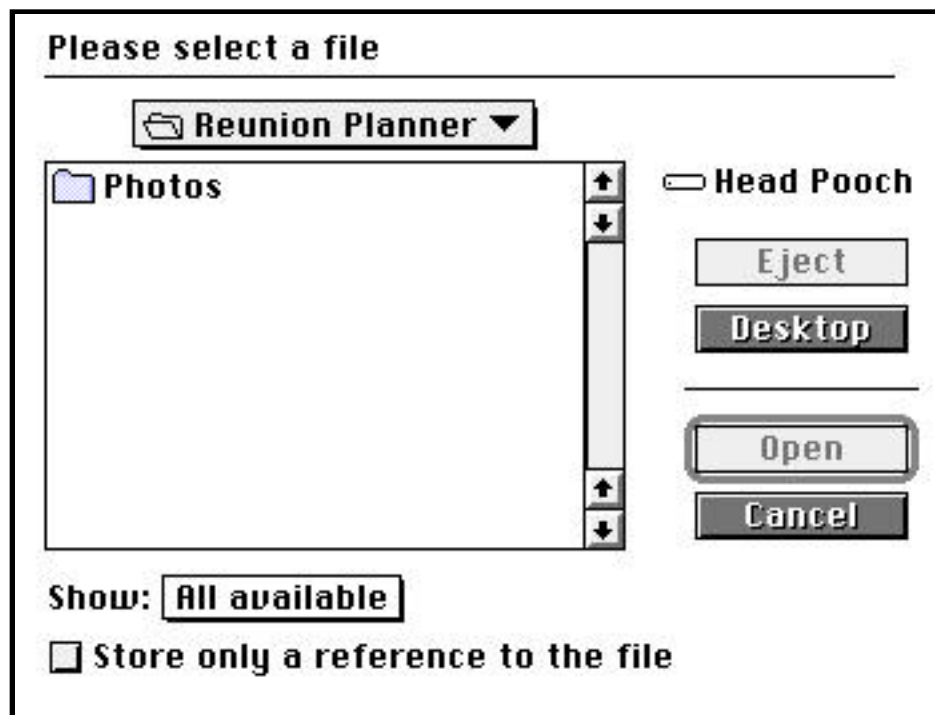 Please select a file
Reunion Planner
Photos
Head Pooch
Eject
Desktop
Open
Cancel
Show: All available
Store only a reference to the file